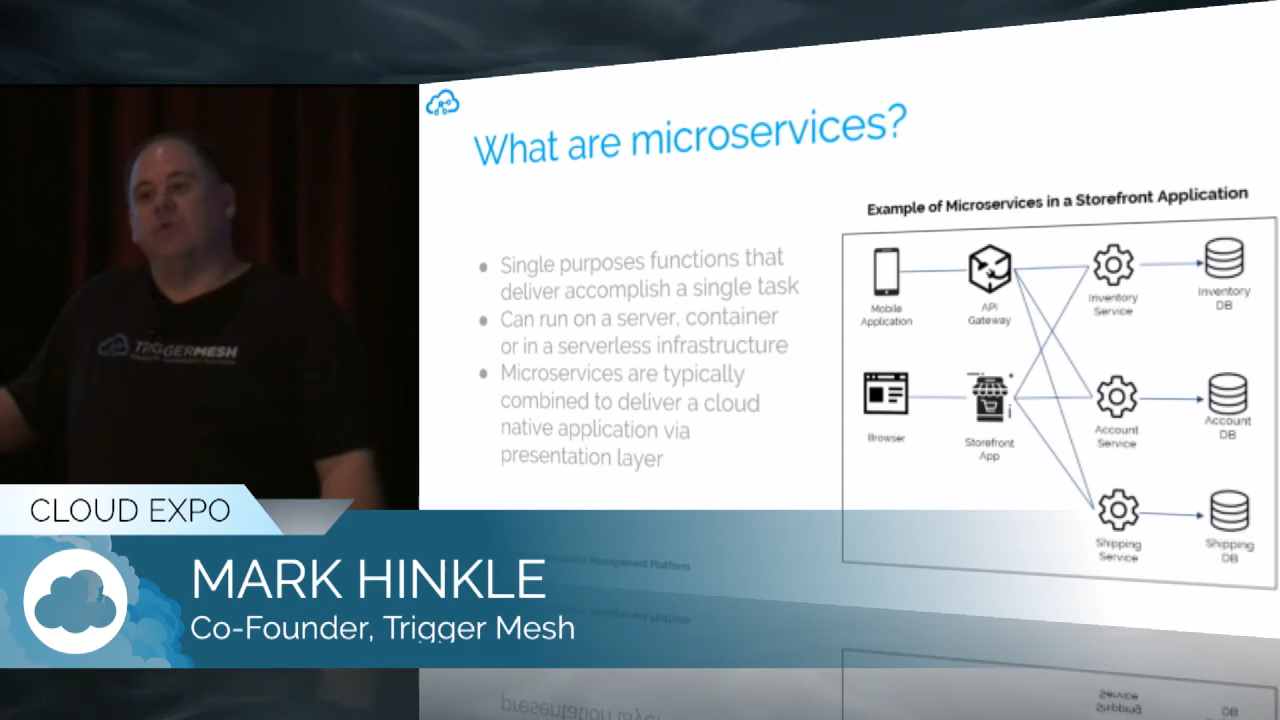 What are microservices?
Example of Microservices in a Storefront Application
Single purposes functions that
deliver accomplish a single task
Can run on a server, container
or in a serverless infrastructure
Microservices are typically
combined to deliver a cloud
native application via
presentation layer
Mobile
Application
API
Gateway
Inventory
Service
Inventory
DB
Browser
Storefront
App
Account
Service
Account
DB
Shipping
Service
Shipping
DB
TRIGGERMESH
CLOUD EXPO
MARK HINKLE
Co-Founder, Trigger Mesh
Management Platform